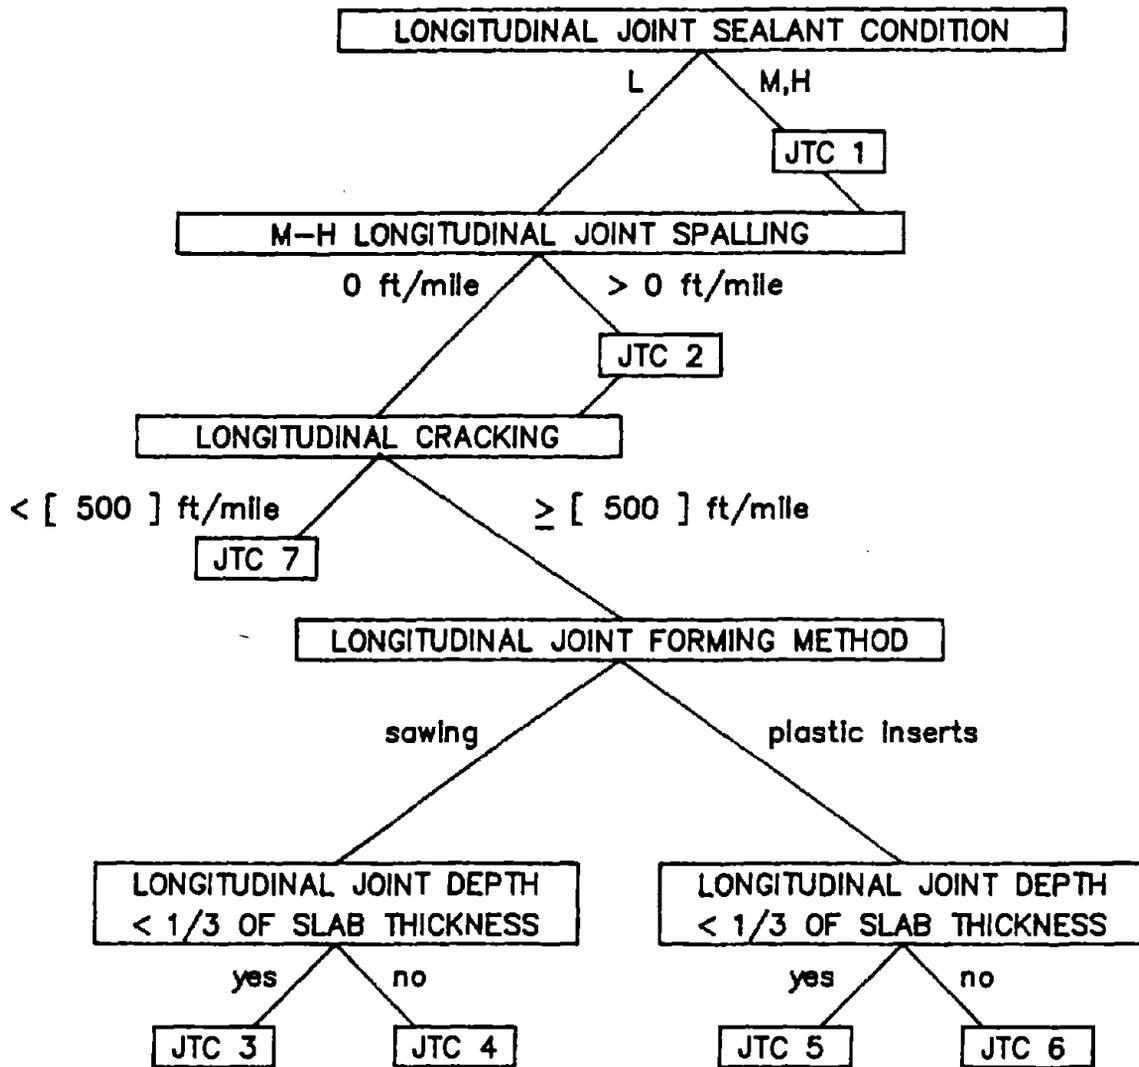 LONGITUDINAL JOINT SEALANT CONDITION
L
M,H
JTC 1
M-H LONGITUDINAL JOINT SPALLING
0 ft/mile
> 0 ft/mile
JTC 2
LONGITUDINAL CRACKING
< [ 500 ] ft/mile
≥ [ 500 ] ft/mile
JTC 7
LONGITUDINAL JOINT FORMING METHOD
sawing
plastic inserts
LONGITUDINAL JOINT DEPTH
< 1/3 OF SLAB THICKNESS
LONGITUDINAL JOINT DEPTH
< 1/3 OF SLAB THICKNESS
yes
no
yes
no
JTC 3
JTC 4
JTC 5
JTC 6